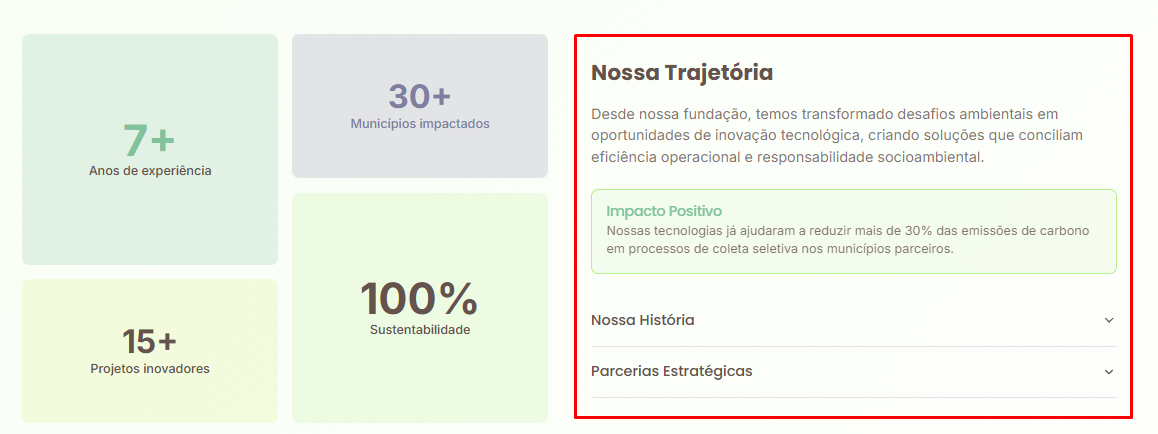 7+
Anos de experiência
15+
Projetos inovadores
30+
Municípios impactados
100%
Sustentabilidade
Nossa Trajetória
Desde nossa fundação, temos transformado desafios ambientais em
oportunidades de inovação tecnológica, criando soluções que conciliam
eficiência operacional e responsabilidade socioambiental.
Impacto Positivo
Nossas tecnologias já ajudaram a reduzir mais de 30% das emissões de carbono
em processos de coleta seletiva nos municípios parceiros.
Nossa História
Parcerias Estratégicas